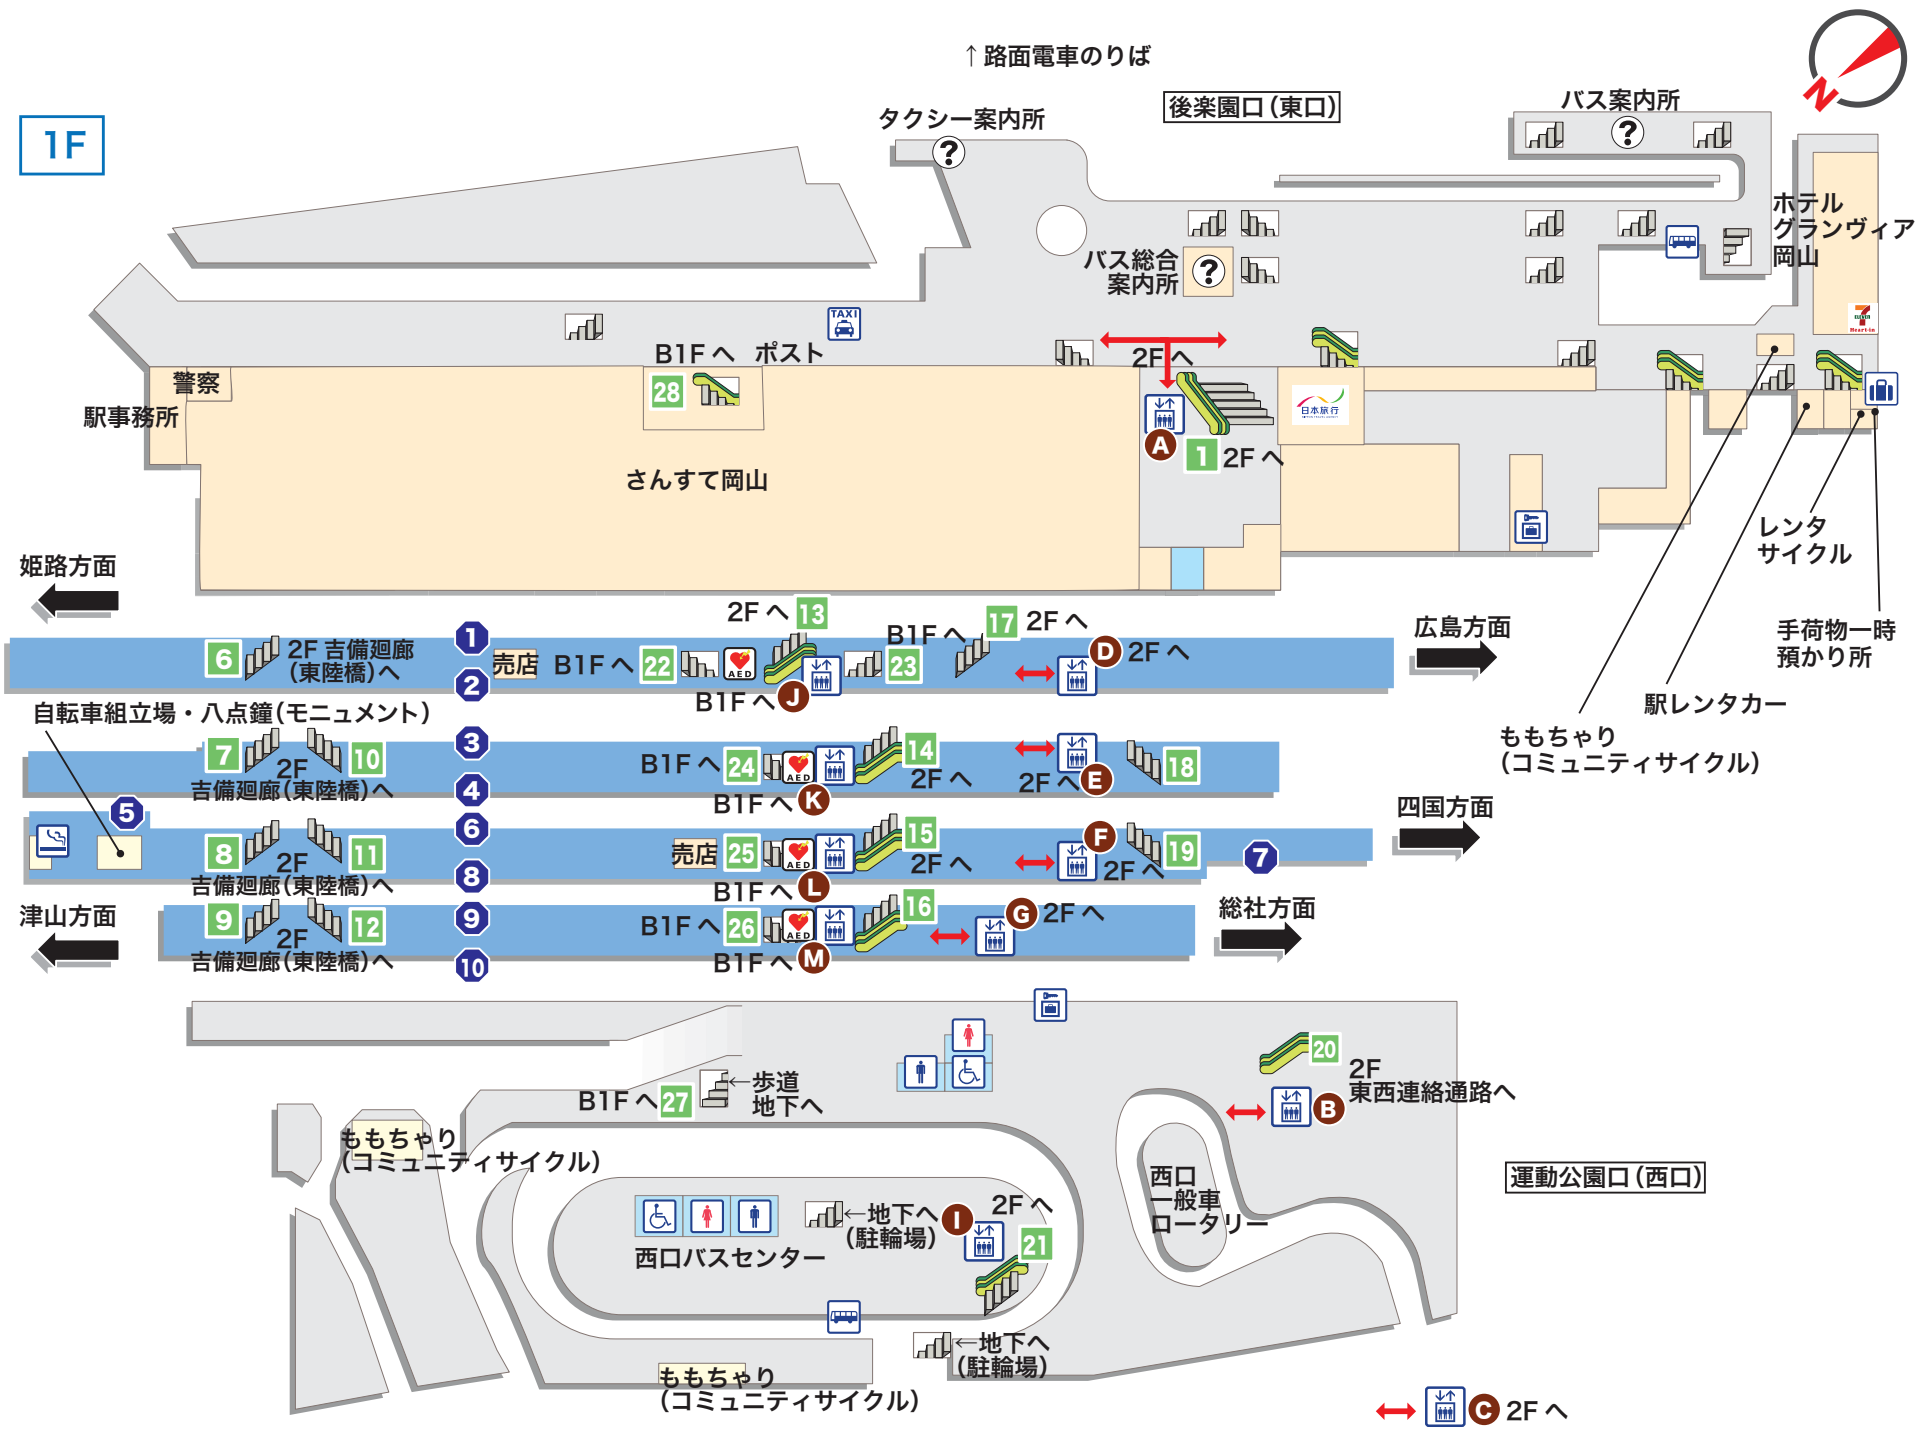 1F
↑路面電車のりば
後楽園口(東口)
N
タクシー案内所
?
バス案内所
?
ホテル
グランヴィア
岡山
バス総合
案内所
?
TAXI
B1Fへ
ポスト
28
2Fへ
A
1
2Fへ
日本旅行
7
ELEVEN
Heart-in
警察
駅事務所
さんすて岡山
レンタ
サイクル
手荷物一時
預かり所
駅レンタカー
ももちゃり
(コミュニティサイクル)
姫路方面
広島方面
6
2F 吉備廻廊
(東陸橋)へ
1
2
売店
B1Fへ
22
AED
2Fへ
13
B1Fへ
J
B1Fへ
23
17
2Fへ
D
2Fへ
自転車組立場・八点鐘(モニュメント)
7
10
2F
吉備廻廊(東陸橋)へ
3
4
B1Fへ
24
AED
B1Fへ
K
14
2Fへ
2Fへ
E
18
四国方面
5
8
11
2F
吉備廻廊(東陸橋)へ
6
8
売店
25
AED
B1Fへ
L
15
2Fへ
F
2Fへ
19
7
津山方面
総社方面
9
12
2F
吉備廻廊(東陸橋)へ
9
10
B1Fへ
26
AED
B1Fへ
M
16
G
2Fへ
B1Fへ
27
←歩道
地下へ
20
2F
東西連絡通路へ
B
ももちゃり
(コミュニティサイクル)
西口
一般車
ロータリー
運動公園口(西口)
西口バスセンター
←地下へ
(駐輪場)
I
2Fへ
21
←地下へ
(駐輪場)
ももちゃり
(コミュニティサイクル)
C
2Fへ